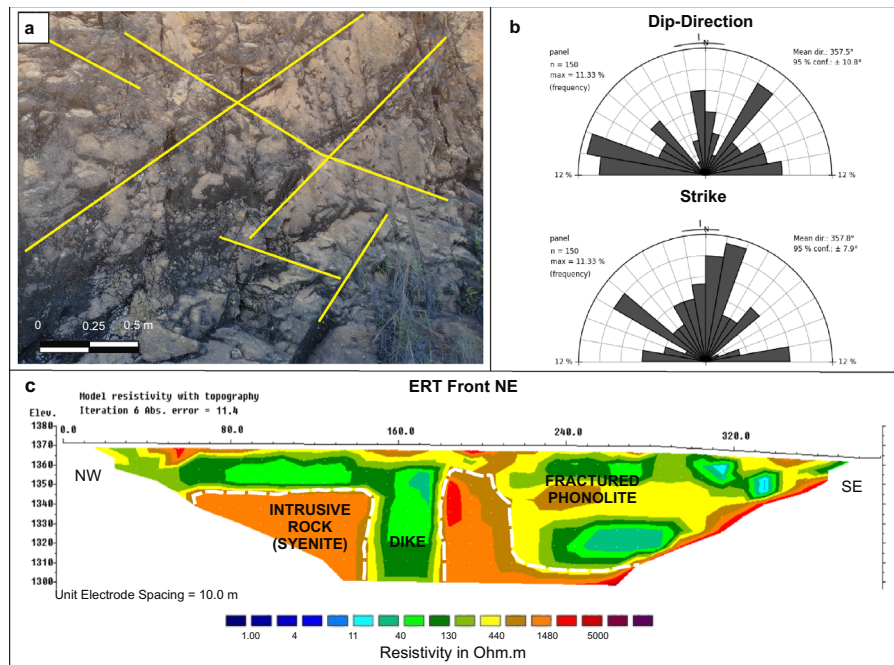 a
0 0.25 0.5 m
b
Dip-Direction
panel
n = 150
max = 11.33 %
(frequency)
N
Mean dir.: 357.5°
95 % conf.: ± 10.8°
12 % 12 %
Strike
panel
n = 150
max = 11.33 %
(frequency)
N
Mean dir.: 357.8°
95 % conf.: ± 7.9°
12 % 12 %
c
ERT Front NE
Model resistivity with topography
Iteration 6 Abs. error = 11.4
Elev.
1380
1370
1360
1350
1340
1330
1320
1310
1300
0.0 80.0 160.0 240.0 320.0
NW
SE
INTRUSIVE
ROCK
(SYENITE)
DIKE
FRACTURED
PHONOLITE
Unit Electrode Spacing = 10.0 m
1.00 4 11 40 130 440 1480 5000
Resistivity in Ohm.m